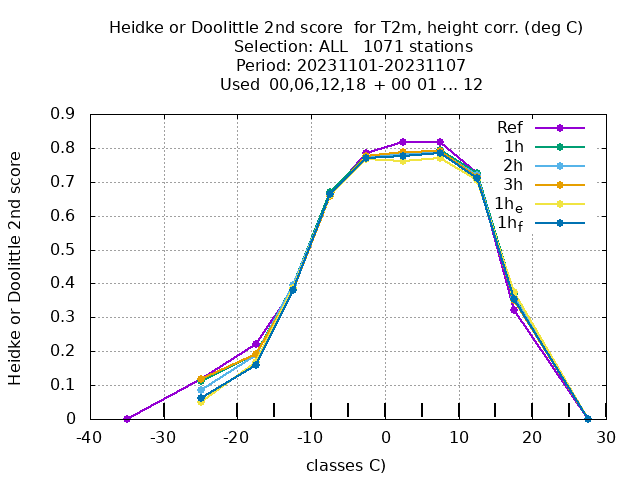 Heidke or Doolittle 2nd score  for T2m, height corr. (deg C)
Selection: ALL   1071 stations
Period: 20231101-20231107
Used  00,06,12,18  + 00 01 ... 12
Heidke or Doolittle 2nd score
0.9
0.8
0.7
0.6
0.5
0.4
0.3
0.2
0.1
0
Ref
1h
2h
3h
1he
1hf
-40 -30 -20 -10 0 10 20 30
classes C)